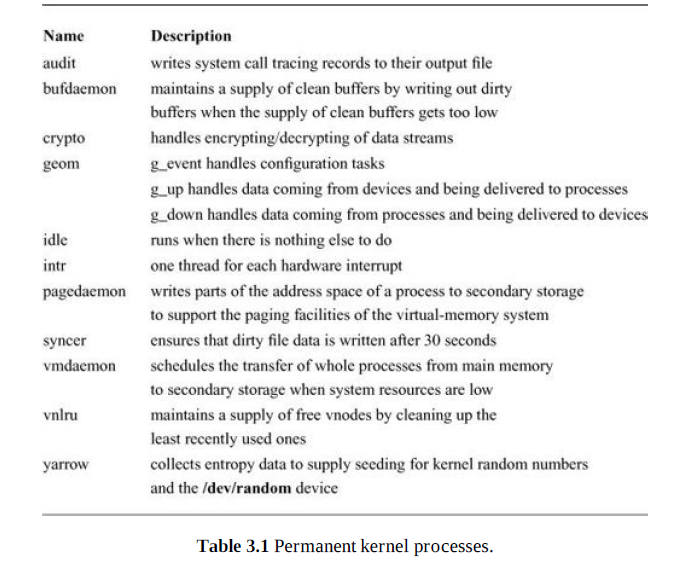 Name Description
audit writes system call tracing records to their output file
bufdaemon maintains a supply of clean buffers by writing out dirty
buffers when the supply of clean buffers gets too low
crypto handles encrypting/decrypting of data streams
geom g_event handles configuration tasks
g_up handles data coming from devices and being delivered to processes
g_down handles data coming from processes and being delivered to devices
idle runs when there is nothing else to do
intr one thread for each hardware interrupt
pagedaemon writes parts of the address space of a process to secondary storage
to support the paging facilities of the virtual-memory system
syncer ensures that dirty file data is written after 30 seconds
vmdaemon schedules the transfer of whole processes from main memory
to secondary storage when system resources are low
vnlru maintains a supply of free vnodes by cleaning up the
least recently used ones
yarrow collects entropy data to supply seeding for kernel random numbers
and the /dev/random device
Table 3.1 Permanent kernel processes.